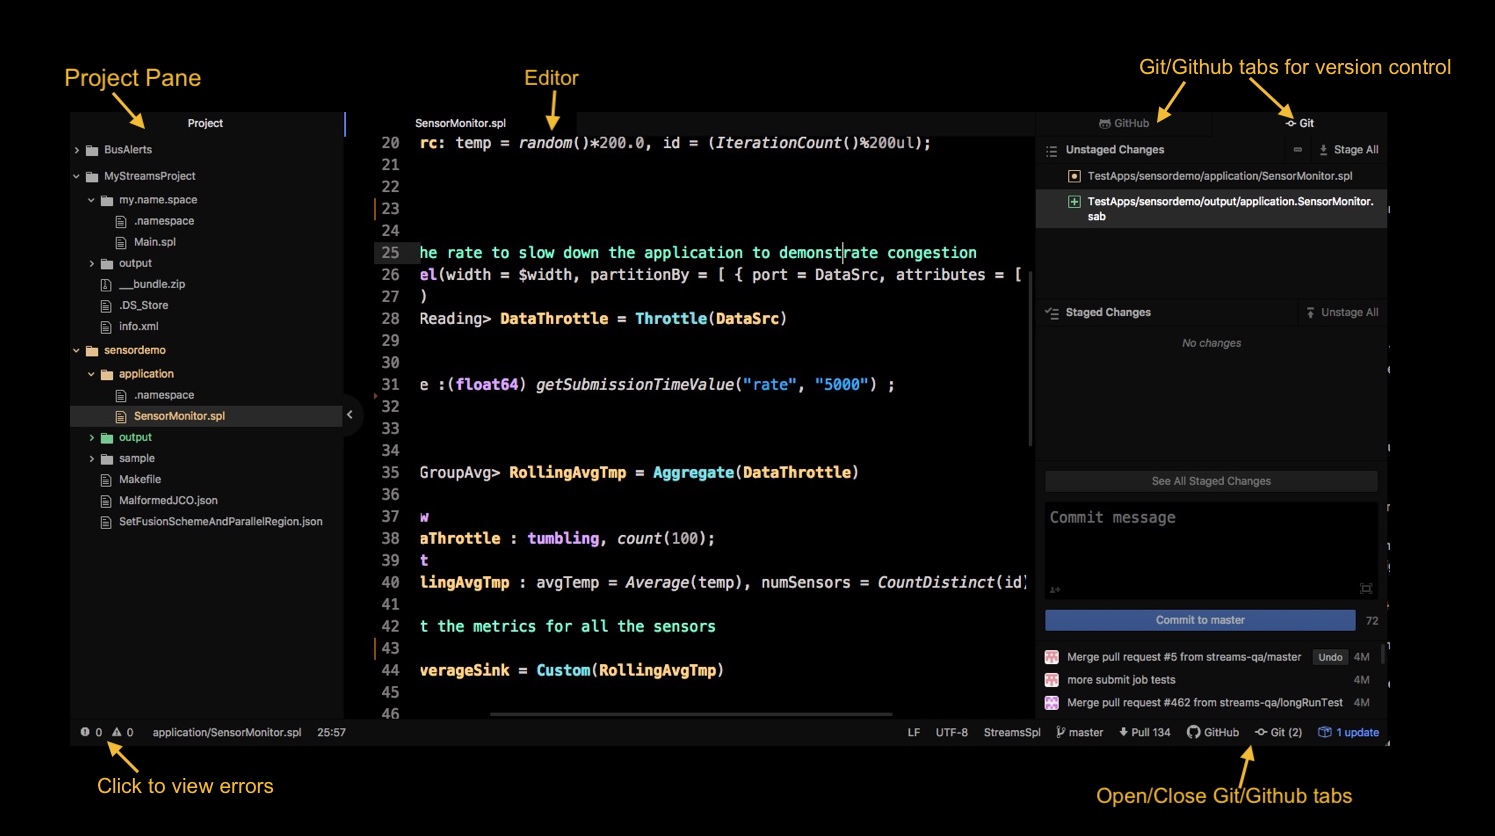 Project Pane
Editor
Git/Github tabs for version control
Project
BusAlerts
MyStreamsProject
my.name.space
.namespace
Main.spl
output
__bundle.zip
.DS_Store
info.xml
sensordemo
application
.namespace
SensorMonitor.spl
output
sample
Makefile
MalformedJCO.json
SetFusionSchemeAndParallelRegion.json
SensorMonitor.spl
20 rc: temp = random()*200.0, id = (IterationCount()%200ul);
21
22
23
24
25 he rate to slow down the application to demonstrate congestion
26 el(width = $width, partitionBy = [ { port = DataSrc, attributes = [
27 )
28 Reading> DataThrottle = Throttle(DataSrc)
29
30
31 e :(float64) getSubmissionTimeValue("rate", "5000") ;
32
33
34
35 GroupAvg> RollingAvgTmp = Aggregate(DataThrottle)
36
37 w
38 aThrottle : tumbling, count(100);
39 t
40 lingAvgTmp : avgTemp = Average(temp), numSensors = CountDistinct(id)
41
42 t the metrics for all the sensors
43
44 verageSink = Custom(RollingAvgTmp)
45
46
GitHub
Git
Unstaged Changes
Stage All
TestApps/sensordemo/application/SensorMonitor.spl
TestApps/sensordemo/output/application.SensorMonitor.
sab
Staged Changes
Unstage All
No changes
See All Staged Changes
Commit message
Commit to master 72
Merge pull request #5 from streams-qa/master Undo 4M
more submit job tests 4M
Merge pull request #462 from streams-qa/longRunTest 4M
0 0 application/SensorMonitor.spl 25:57
LF UTF-8 StreamsSpl master Pull 134 GitHub Git (2) 1 update
Click to view errors
Open/Close Git/Github tabs